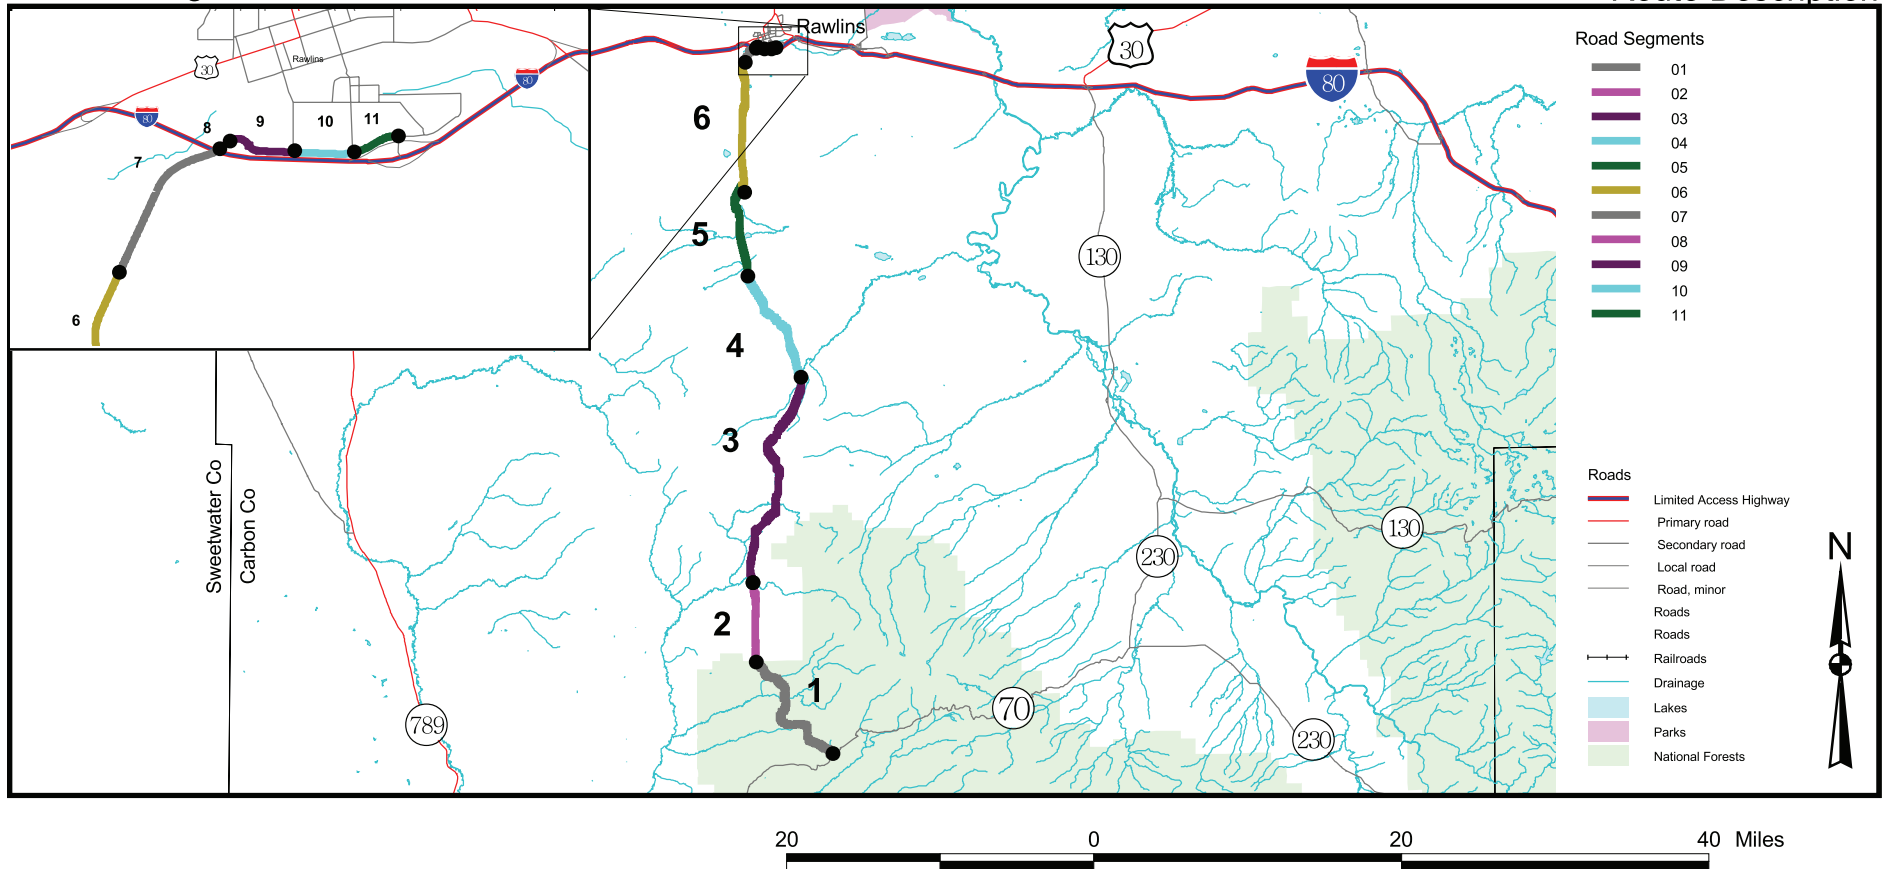 Route Description
Rawlins
30
80
80
Rawlins
6
7
8
9
10
11
6
5
4
3
2
1
30
80
130
130
230
230
70
789
Sweetwater Co
Carbon Co
Road Segments
01
02
03
04
05
06
07
08
09
10
11
Roads
Limited Access Highway
Primary road
Secondary road
Local road
Road, minor
Roads
Roads
Railroads
Drainage
Lakes
Parks
National Forests
N
20 0 20 40 Miles